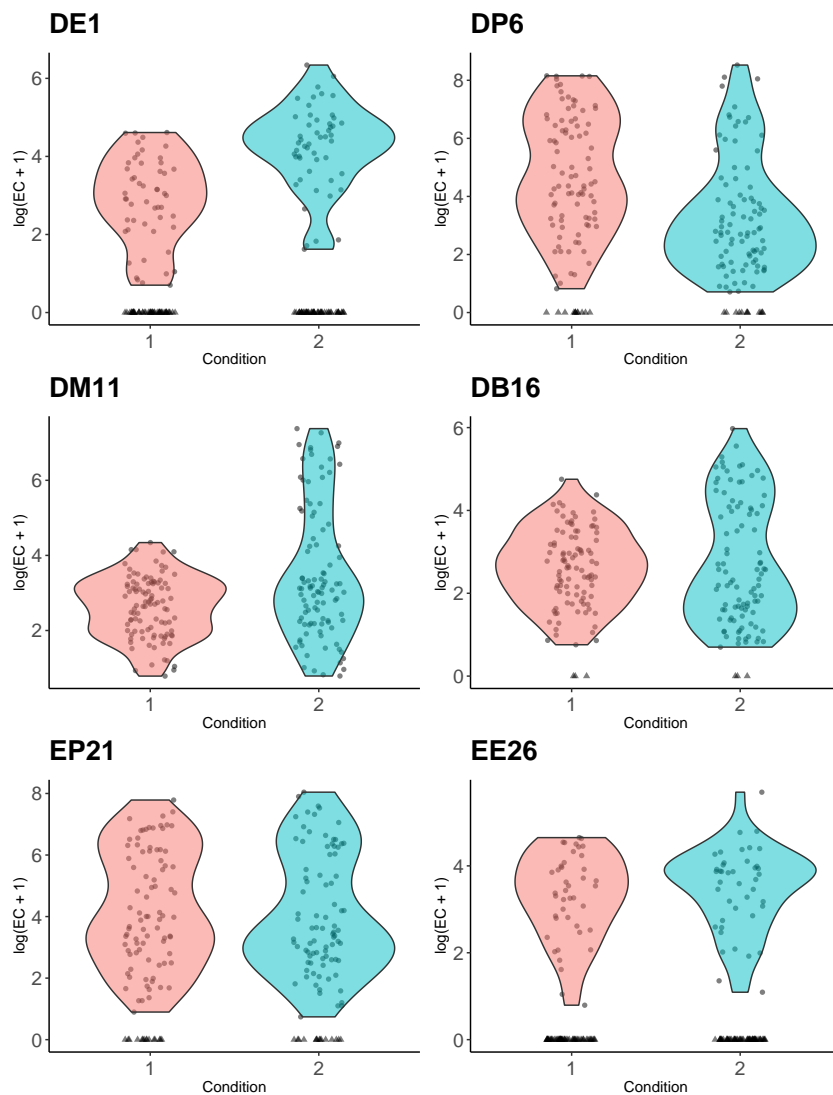 DE1
log(EC + 1)
6
4
2
0
1 2
Condition
DP6
log(EC + 1)
8
6
4
2
0
1 2
Condition
DM11
log(EC + 1)
6
4
2
1 2
Condition
DB16
log(EC + 1)
6
4
2
0
1 2
Condition
EP21
log(EC + 1)
8
6
4
2
0
1 2
Condition
EE26
log(EC + 1)
4
2
0
1 2
Condition